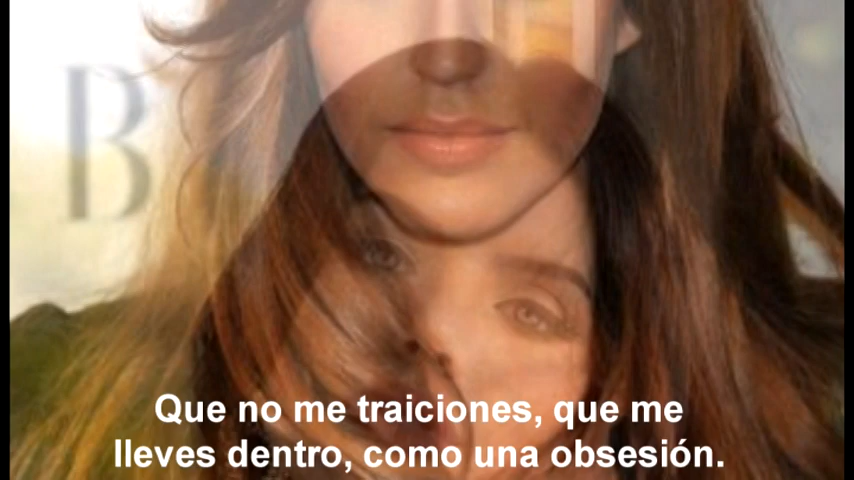 B
Que no me traiciones, que me
lleves dentro, como una obsesión.